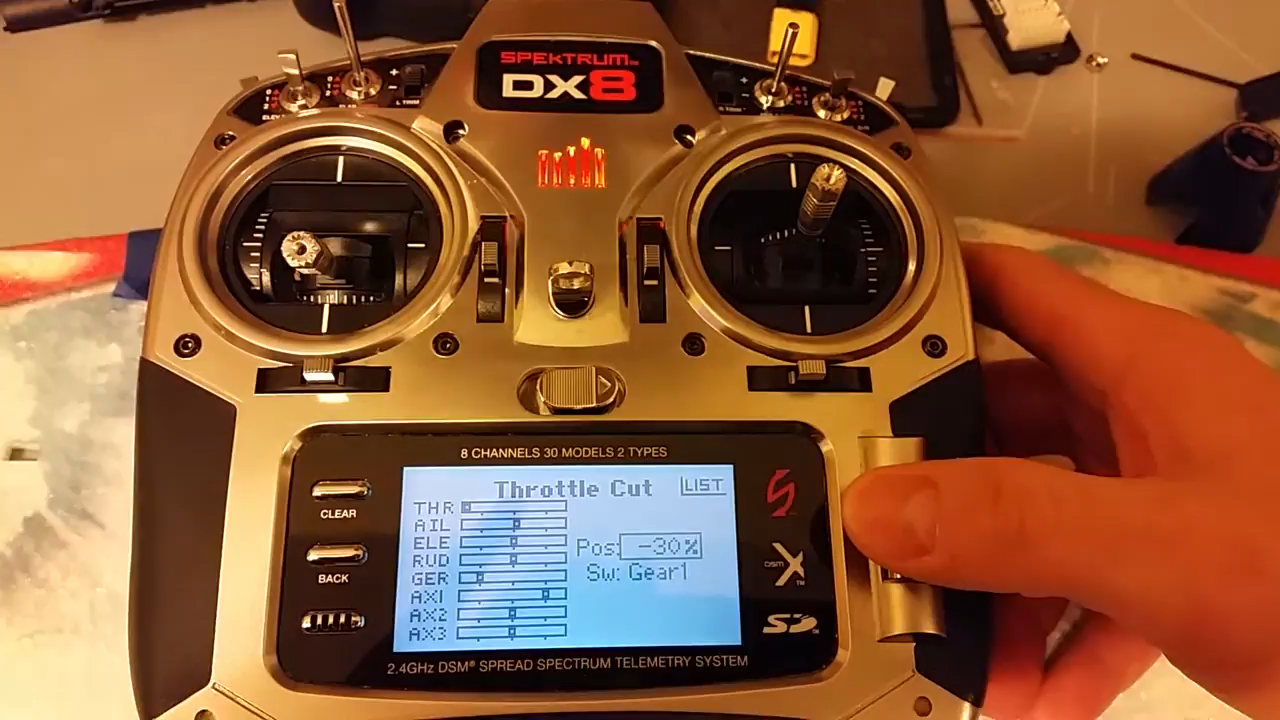 SPEKTRUM
DX8
L TRIM
8 CHANNELS 30 MODELS 2 TYPES
Throttle Cut
LIST
THR
AIL
ELE
RUD
GER
AX1
AX2
AX3
Pos: -30%
Sw: Gear1
CLEAR
BACK
DSM X
SD
2.4GHz DSM® SPREAD SPECTRUM TELEMETRY SYSTEM